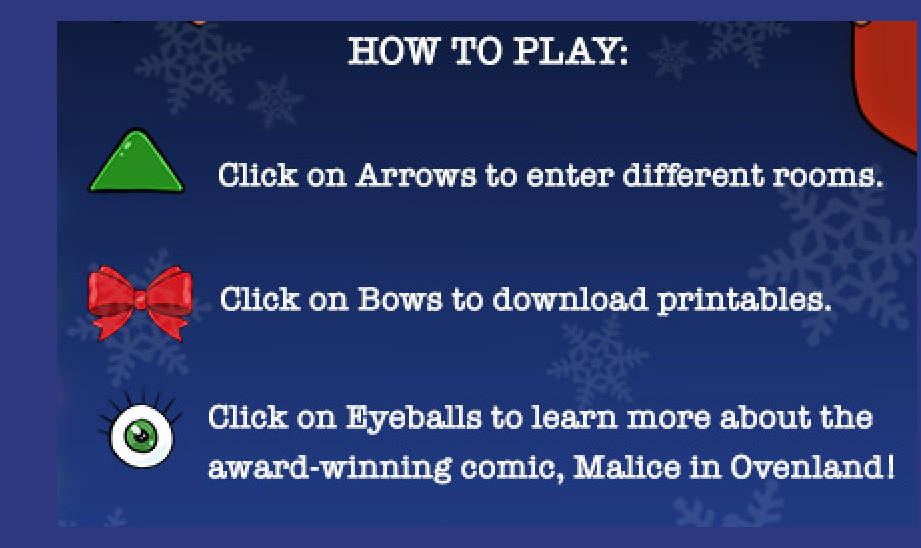 HOW TO PLAY:
Click on Arrows to enter different rooms.
Click on Bows to download printables.
Click on Eyeballs to learn more about the
award-winning comic, Malice in Ovenland!